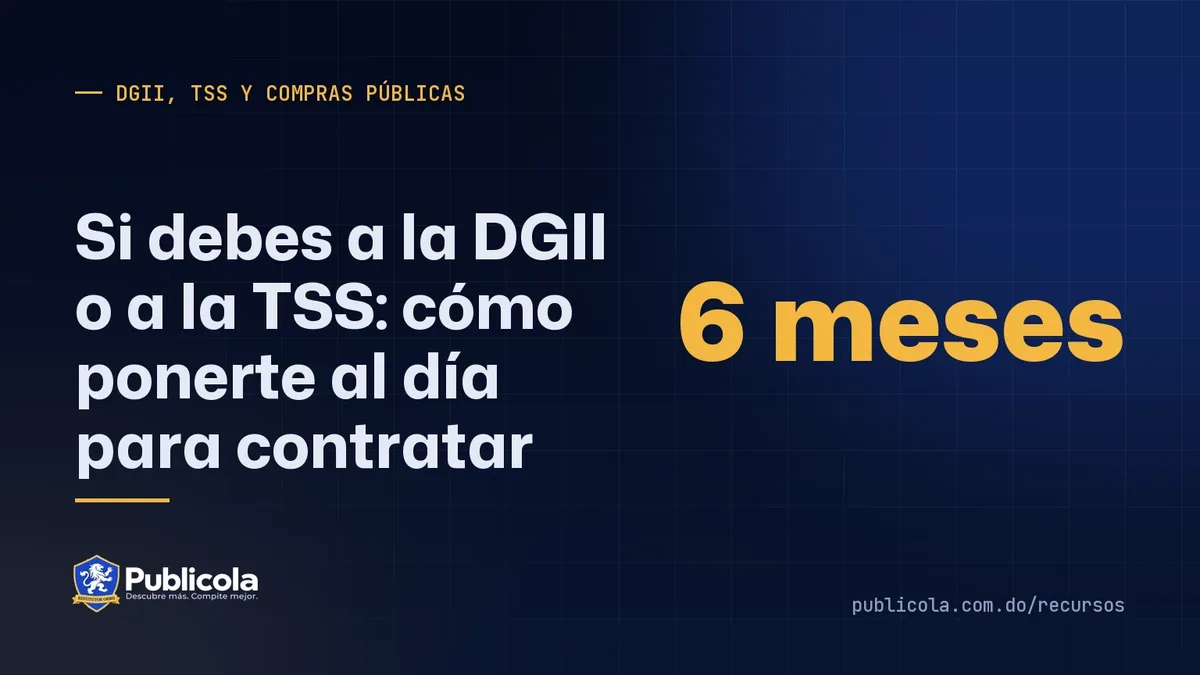 — DGII, TSS Y COMPRAS PÚBLICAS
Si debes a la DGII
o a la TSS: cómo
ponerte al día
para contratar
6 meses
Publicola
Descubre más. Compite mejor.
publicola.com.do/recursos